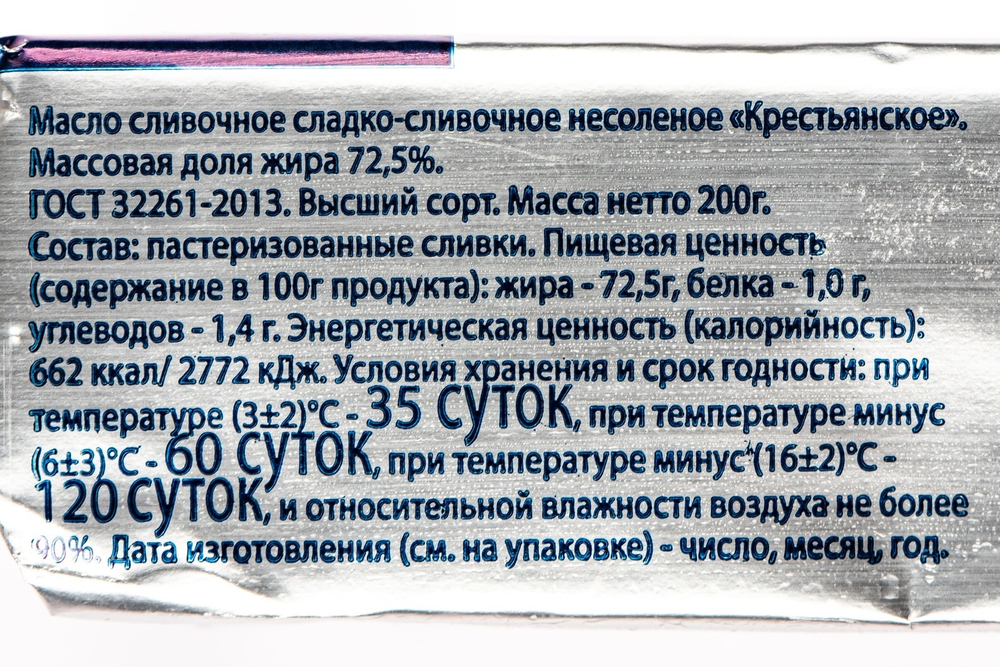 Масло сливочное сладко-сливочное несоленое «Крестьянское».
Массовая доля жира 72,5%.
ГОСТ 32261-2013. Высший сорт. Масса нетто 200г.
Состав: пастеризованные сливки. Пищевая ценность
(содержание в 100г продукта): жира - 72,5г, белка - 1,0 г,
углеводов - 1,4 г. Энергетическая ценность (калорийность):
662 ккал/ 2772 кДж. Условия хранения и срок годности: при
температуре (3±2)°С - 35 СУТОК, при температуре минус
(6±3)°С - 60 СУТОК, при температуре минус (16±2)°С -
120 СУТОК, и относительной влажности воздуха не более
90%. Дата изготовления (см. на упаковке) - число, месяц, год.